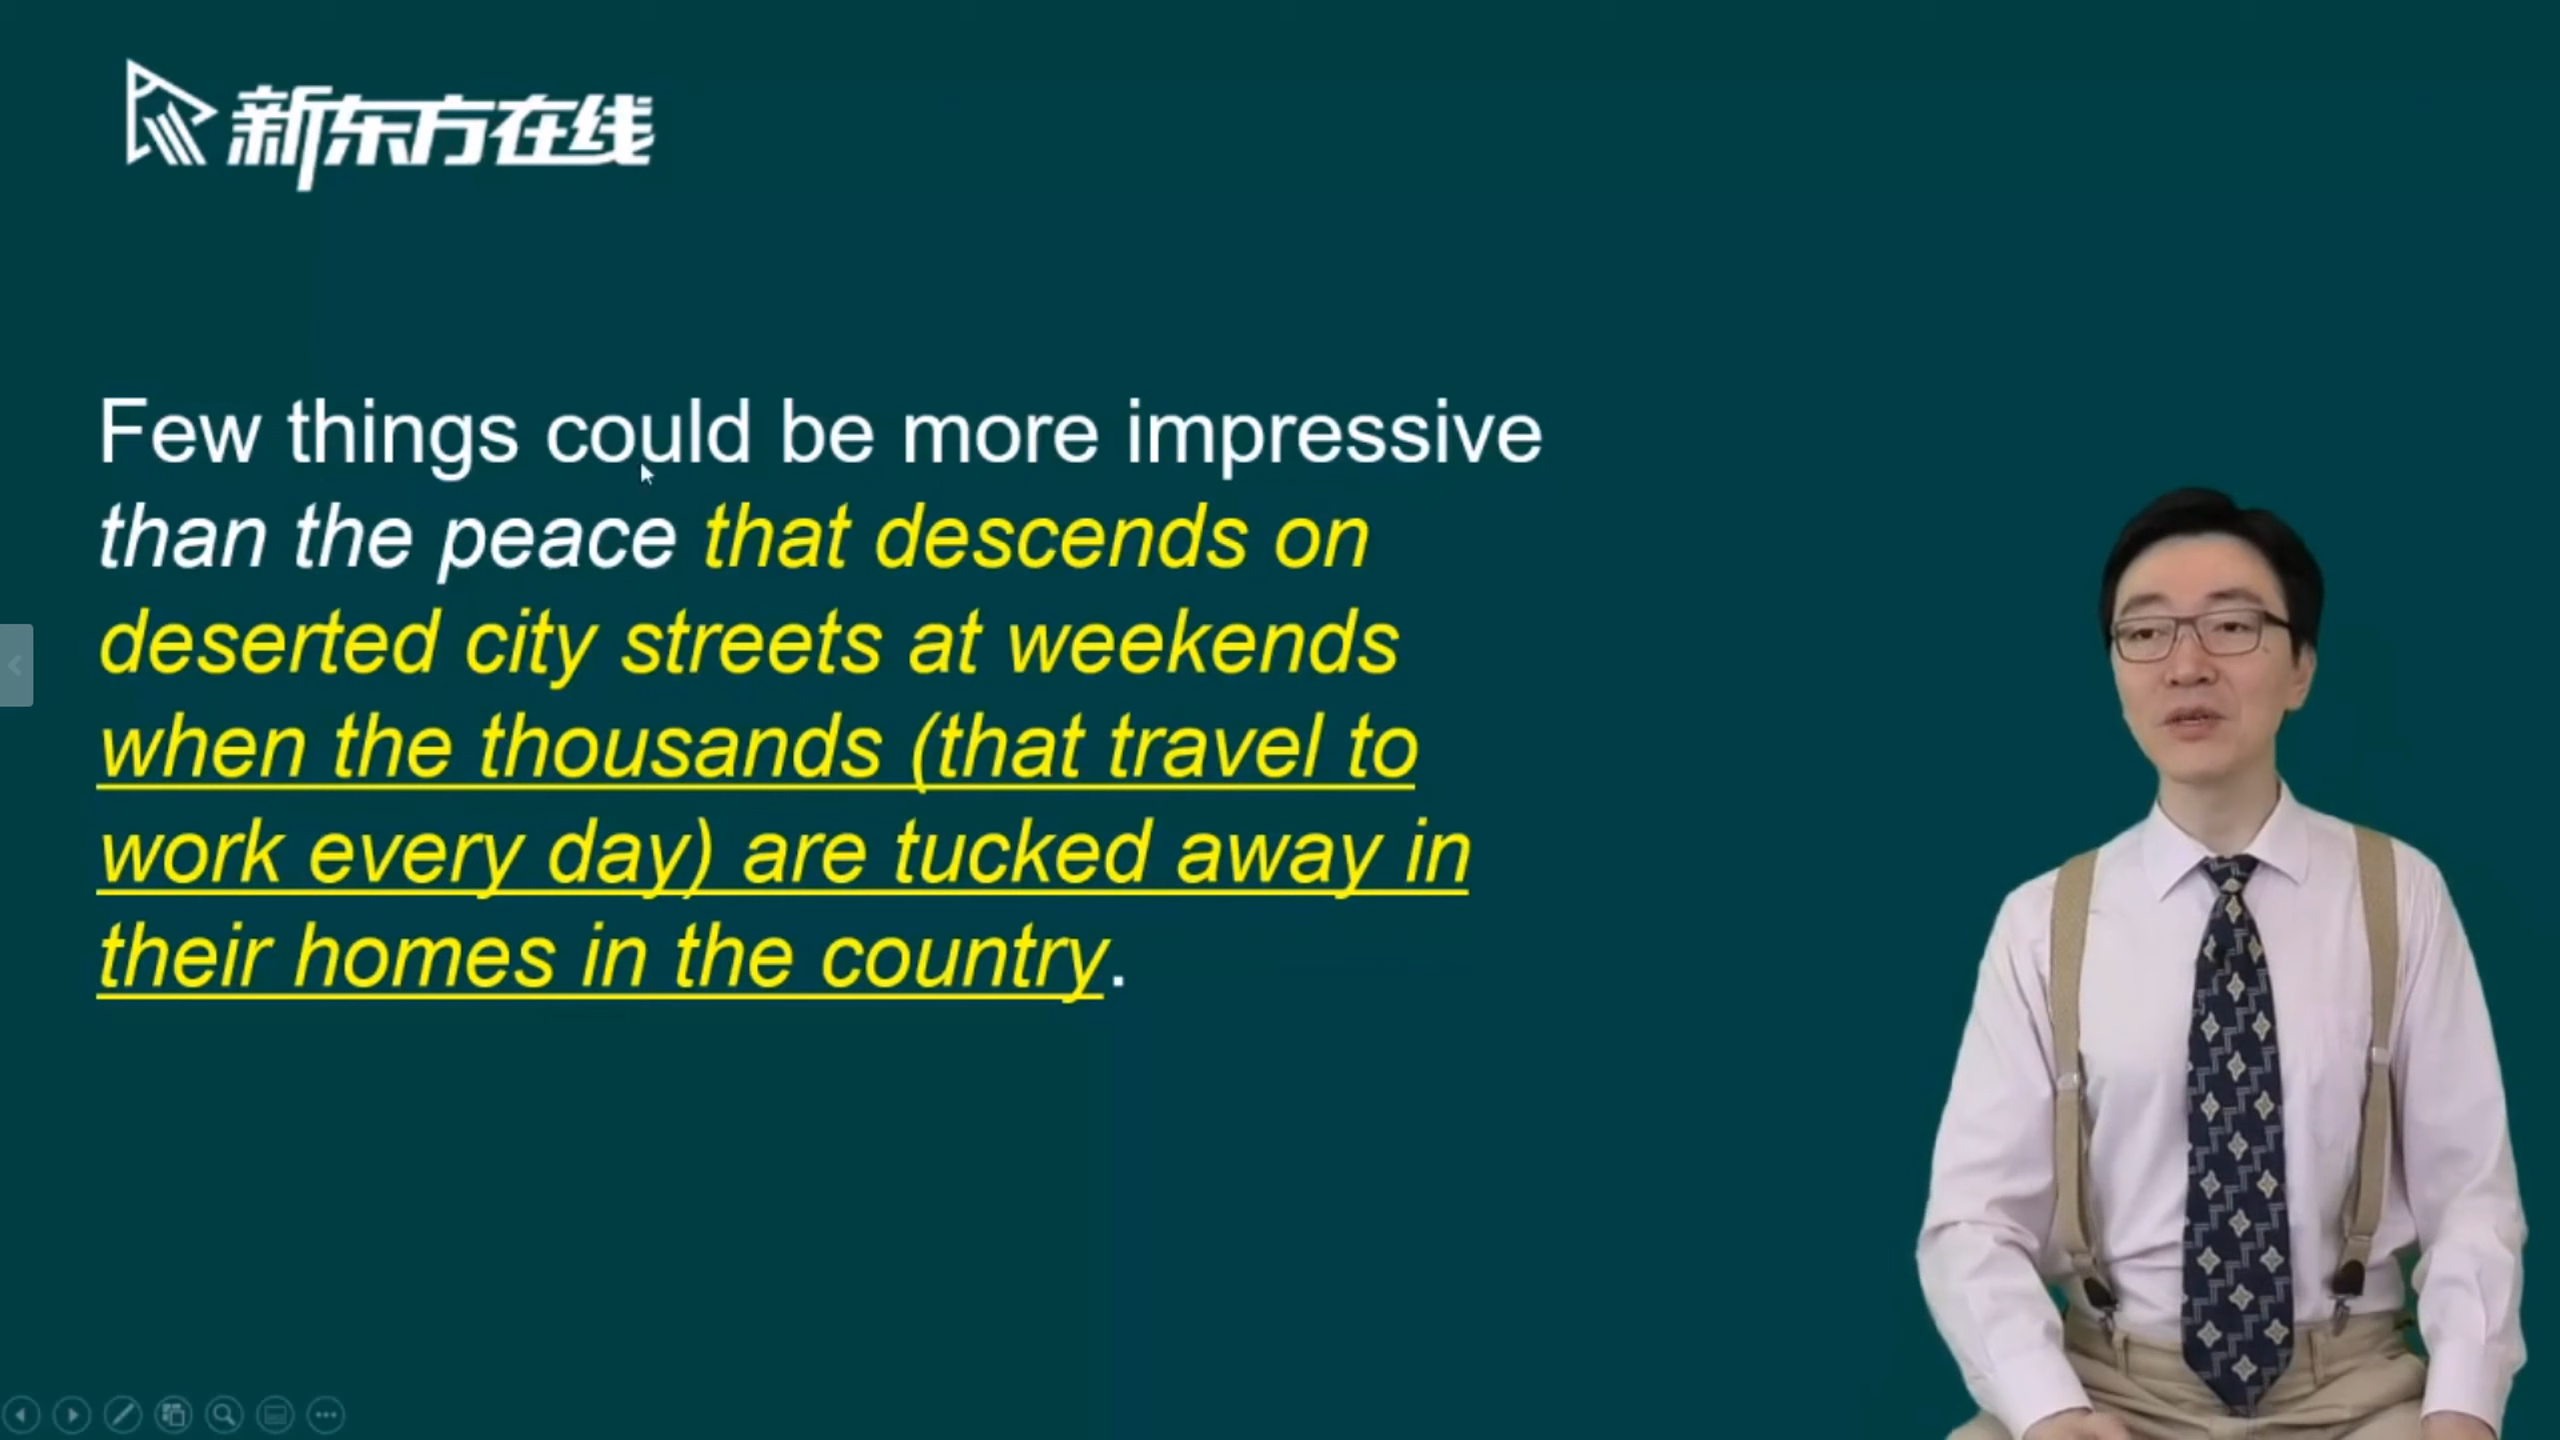 新东方在线
Few things could be more impressive
than the peace that descends on
deserted city streets at weekends
when the thousands (that travel to
work every day) are tucked away in
their homes in the country.